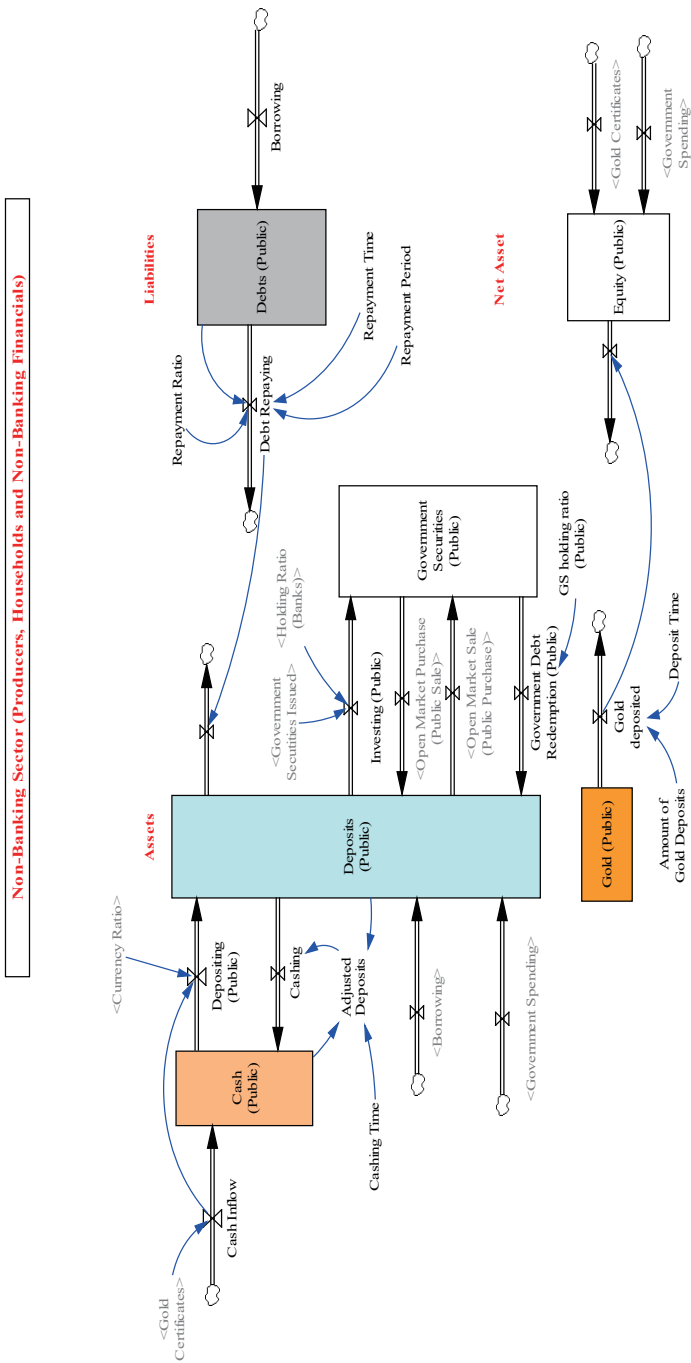 Non-Banking Sector (Producers, Households and Non-Banking Financials)
Assets
Liabilities
<Gold
Certificates>
Cash Inflow
Cash
(Public)
<Currency Ratio>
Depositing
(Public)
Cashing
Adjusted
Deposits
Cashing Time
<Borrowing>
<Government Spending>
Deposits
(Public)
<Government
Secutities Issued>
<Holding Ratio
(Banks)>
Investing (Public)
<Open Market Purchase
(Public Sale)>
<Open Market Sale
(Public Purchase)>
Government Debt
Redemption (Public)
GS holding ratio
(Public)
Government
Securities
(Public)
Repayment Ratio
Debt Repaying
Repayment Time
Repayment Period
Debts (Public)
Borrowing
Gold (Public)
Gold
deposited
Amount of
Gold Deposits
Deposit Time
Net Asset
Equity (Public)
<Gold Certificates>
<Government
Spending>